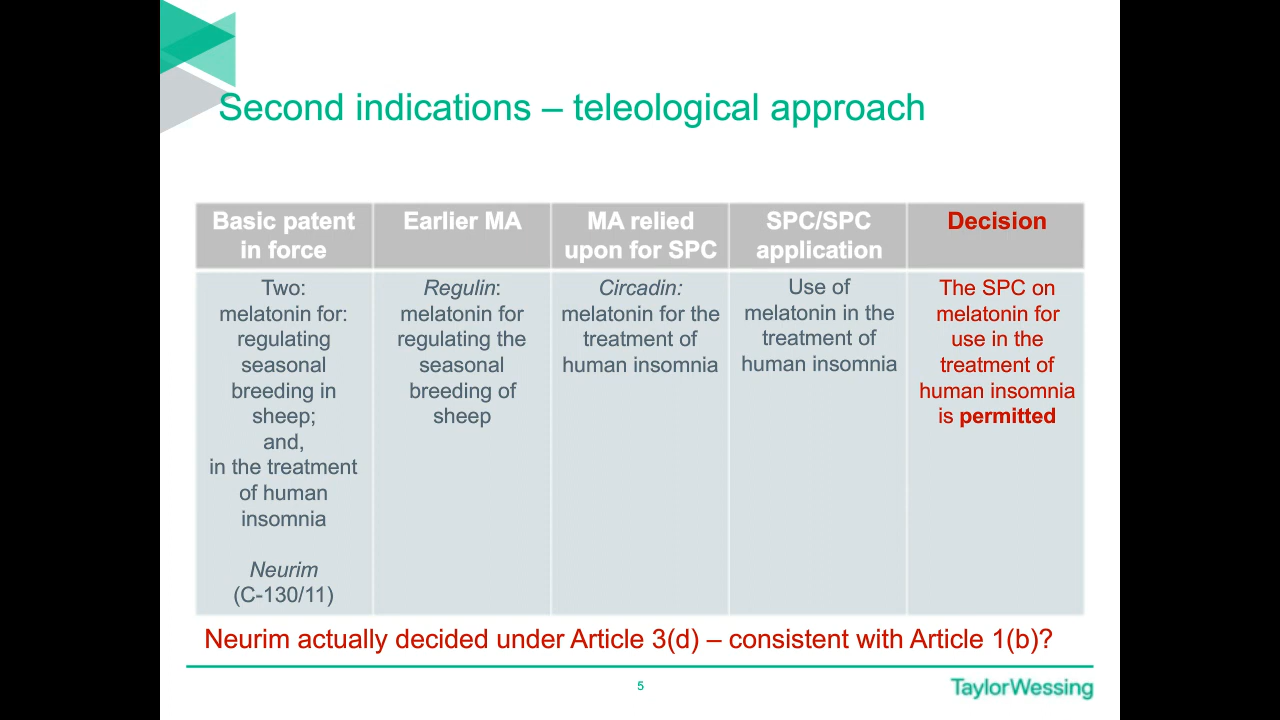 Second indications – teleological approach
Basic patent
in force
Earlier MA
MA relied
upon for SPC
SPC/SPC
application
Decision
Two:
melatonin for:
regulating
seasonal
breeding in
sheep;
and,
in the treatment
of human
insomnia
Neurim
(C-130/11)
Regulin:
melatonin for
regulating the
seasonal
breeding of
sheep
Circadin:
melatonin for the
treatment of
human insomnia
Use of
melatonin in the
treatment of
human insomnia
The SPC on
melatonin for
use in the
treatment of
human insomnia
is permitted
Neurim actually decided under Article 3(d) – consistent with Article 1(b)?
5
TaylorWessing